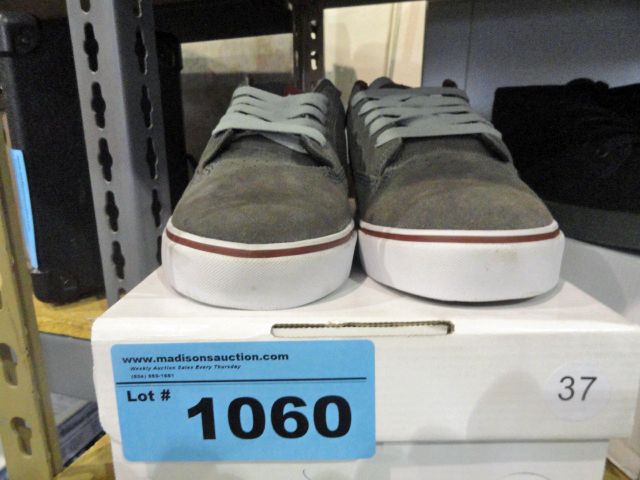 www.madisonsauction.com
Weekly Auction Sales Every Thursday
Lot # 1060
37